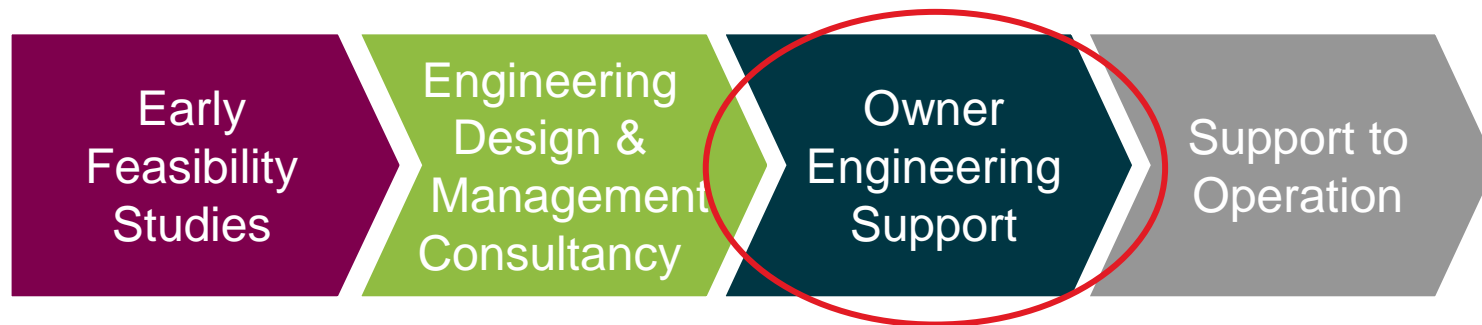 Early
Feasibility
Studies
Engineering
Design &
Management
Consultancy
Owner
Engineering
Support
Support to
Operation